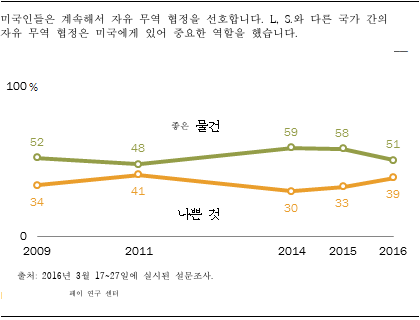 미국인들은 계속해서 자유 무역 협정을 선호합니다. L, S.와 다른 국가 간의
자유 무역 협정은 미국에게 있어 중요한 역할을 했습니다.
100 %
좋은 물건
52 48 59 58 51
34 41 30 33 39
나쁜 것
0
2009 2011 2014 2015 2016
출처: 2016년 3월 17~27일에 실시된 설문조사.
페이 연구 센터